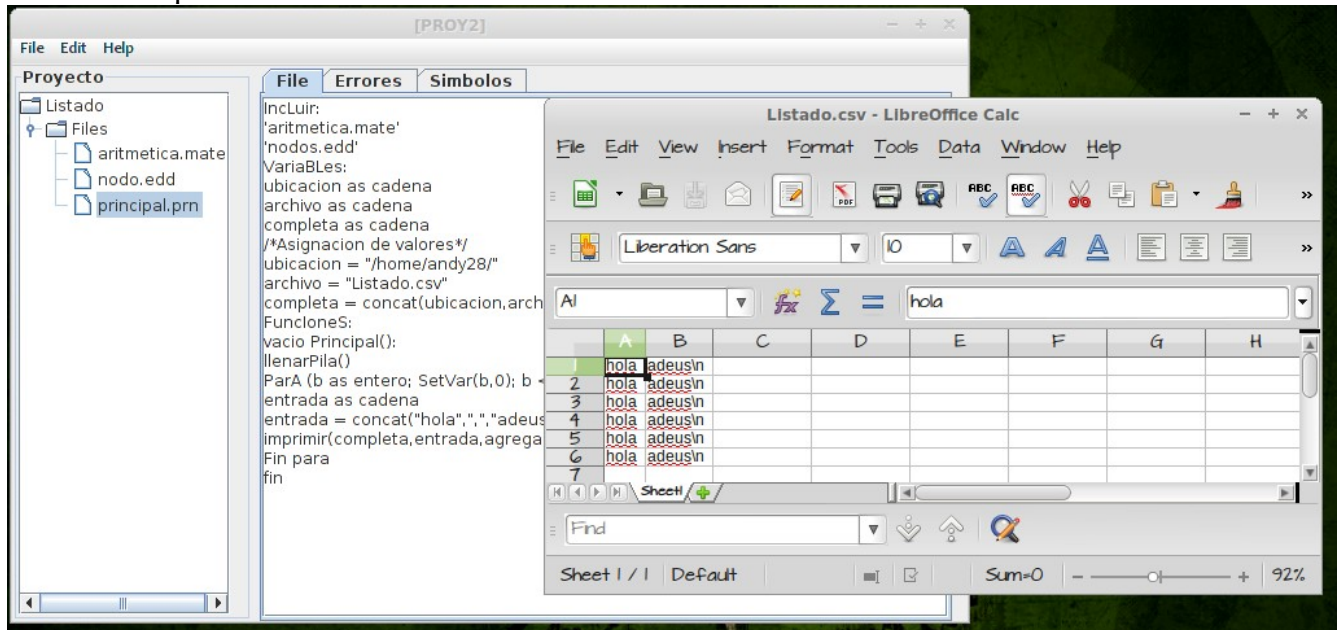 [PROY2]
File Edit Help
Proyecto
Listado
Files
aritmetica.mate
nodo.edd
principal.prn
File Errores Simbolos
IncLuir:
'aritmetica.mate'
'nodos.edd'
VariaBLes:
ubicacion as cadena
archivo as cadena
completa as cadena
/*Asignacion de valores*/
ubicacion = "/home/andy28/"
archivo = "Listado.csv"
completa = concat(ubicacion,arch
FuncIoneS:
vacio Principal():
llenarPila()
ParA (b as entero; SetVar(b,0); b <
entrada as cadena
entrada = concat("hola",",","adeus
imprimir(completa,entrada,agrega
Fin para
fin
Listado.csv - LibreOffice Calc
File Edit View Insert Format Tools Data Window Help
PDF ABC ABC »
Liberation Sans 10 A A A »
A1 fx Σ = hola
A B C D E F G H
1 hola adeus\n
2 hola adeus\n
3 hola adeus\n
4 hola adeus\n
5 hola adeus\n
6 hola adeus\n
7
Sheet1
Find
Sheet 1 / 1 Default Sum=0 92%